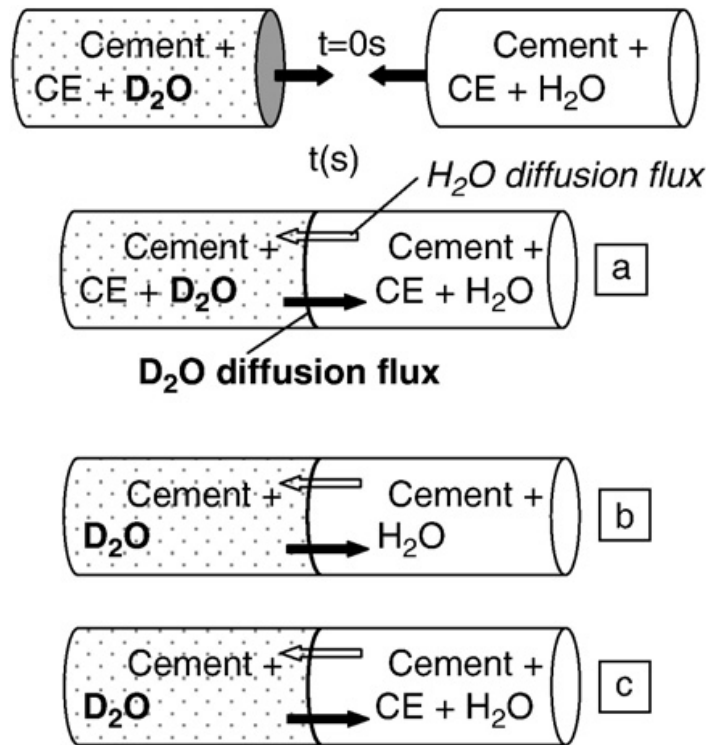 Cement +
CE + D₂O
t=0s
Cement +
CE + H₂O
t(s)
H₂O diffusion flux
Cement +
CE + D₂O
Cement +
CE + H₂O
a
D₂O diffusion flux
Cement +
D₂O
Cement +
H₂O
b
Cement +
D₂O
Cement +
CE + H₂O
c